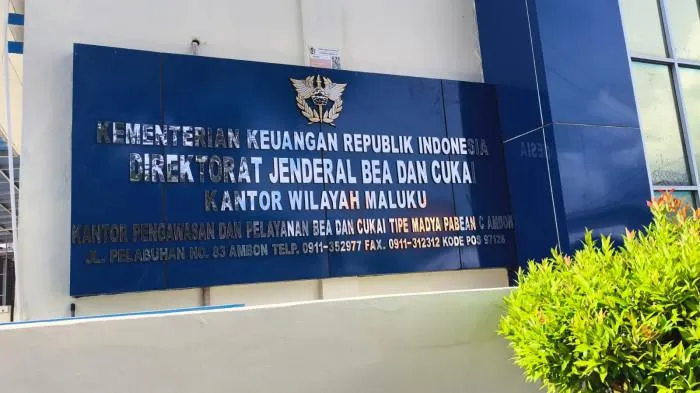 KEMENTERIAN KEUANGAN REPUBLIK INDONESIA
DIREKTORAT JENDERAL BEA DAN CUKAI
KANTOR WILAYAH MALUKU
KANTOR PENGAWASAN DAN PELAYANAN BEA DAN CUKAI TIPE MADYA PABEAN C AMBON
JL. PELABUHAN NO. 83 AMBON TELP. 0911-352977 FAX. 0911-312312 KODE POS 97126